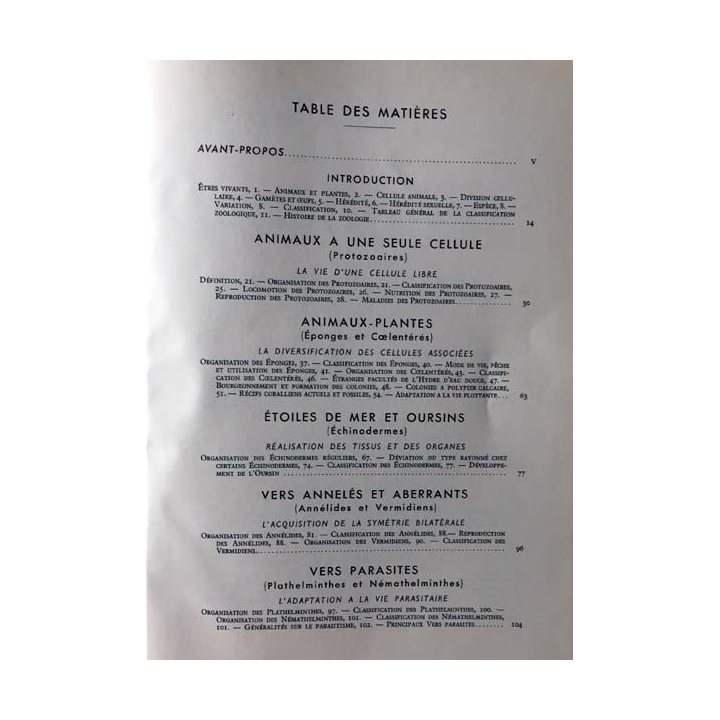 TABLE DES MATIÈRES
AVANT-PROPOS.................................................................. V
INTRODUCTION
ÊTRES VIVANTS, 1. — ANIMAUX ET PLANTES, 2. — CELLULE ANIMALE, 3. — DIVISION CELLU-
LAIRE, 4. — GAMÈTES ET ŒUFS, 5. — HÉRÉDITÉ, 6. — HÉRÉDITÉ SEXUELLE, 7. — ESPÈCE, 8. —
VARIATION, 8. — CLASSIFICATION, 10. — TABLEAU GÉNÉRAL DE LA CLASSIFICATION
ZOOLOGIQUE, 11. — HISTOIRE DE LA ZOOLOGIE.................................. 14
ANIMAUX A UNE SEULE CELLULE
(Protozoaires)
LA VIE D'UNE CELLULE LIBRE
DÉFINITION, 21. — ORGANISATION DES PROTOZOAIRES, 21. — CLASSIFICATION DES PROTOZOAIRES,
25. — LOCOMOTION DES PROTOZOAIRES, 26. — NUTRITION DES PROTOZOAIRES, 27. —
REPRODUCTION DES PROTOZOAIRES, 28. — MALADIES DES PROTOZOAIRES.............. 30
ANIMAUX-PLANTES
(Éponges et Cœlentérés)
LA DIVERSIFICATION DES CELLULES ASSOCIÉES
ORGANISATION DES ÉPONGES, 37. — CLASSIFICATION DES ÉPONGES, 40. — MODE DE VIE, PÊCHE
ET UTILISATION DES ÉPONGES, 41. — ORGANISATION DES CŒLENTÉRÉS, 43. — CLASSIFI-
CATION DES CŒLENTÉRÉS, 46. — ÉTRANGES FACULTÉS DE L'HYDRE D'EAU DOUCE, 47. —
BOURGEONNEMENT ET FORMATION DES COLONIES, 48. — COLONIES A POLYPIER CALCAIRE,
51. — RÉCIFS CORALLIENS ACTUELS ET FOSSILES, 54. — ADAPTATION A LA VIE FLOTTANTE... 63
ÉTOILES DE MER ET OURSINS
(Échinodermes)
RÉALISATION DES TISSUS ET DES ORGANES
ORGANISATION DES ÉCHINODERMES RÉGULIERS, 67. — DÉVIATION DU TYPE RAYONNÉ CHEZ
CERTAINS ÉCHINODERMES, 74. — CLASSIFICATION DES ÉCHINODERMES, 77. — DÉVELOPPE-
MENT DE L'OURSIN .................................................. 77
VERS ANNELÉS ET ABERRANTS
(Annélides et Vermidiens)
L'ACQUISITION DE LA SYMÉTRIE BILATÉRALE
ORGANISATION DES ANNÉLIDES, 81. — CLASSIFICATION DES ANNÉLIDES, 88.— REPRODUCTION
DES ANNÉLIDES, 88. — ORGANISATION DES VERMIDIENS, 90. — CLASSIFICATION DES
VERMIDIENS.................................................. 96
VERS PARASITES
(Plathelminthes et Némathelminthes)
L'ADAPTATION A LA VIE PARASITAIRE
ORGANISATION DES PLATHELMINTHES, 97. — CLASSIFICATION DES PLATHELMINTHES, 100. —
ORGANISATION DES NÉMATHELMINTHES, 101. — CLASSIFICATION DES NÉMATHELMINTHES,
101. — GÉNÉRALITÉS SUR LE PARASITISME, 102. — PRINCIPAUX VERS PARASITES........ 104